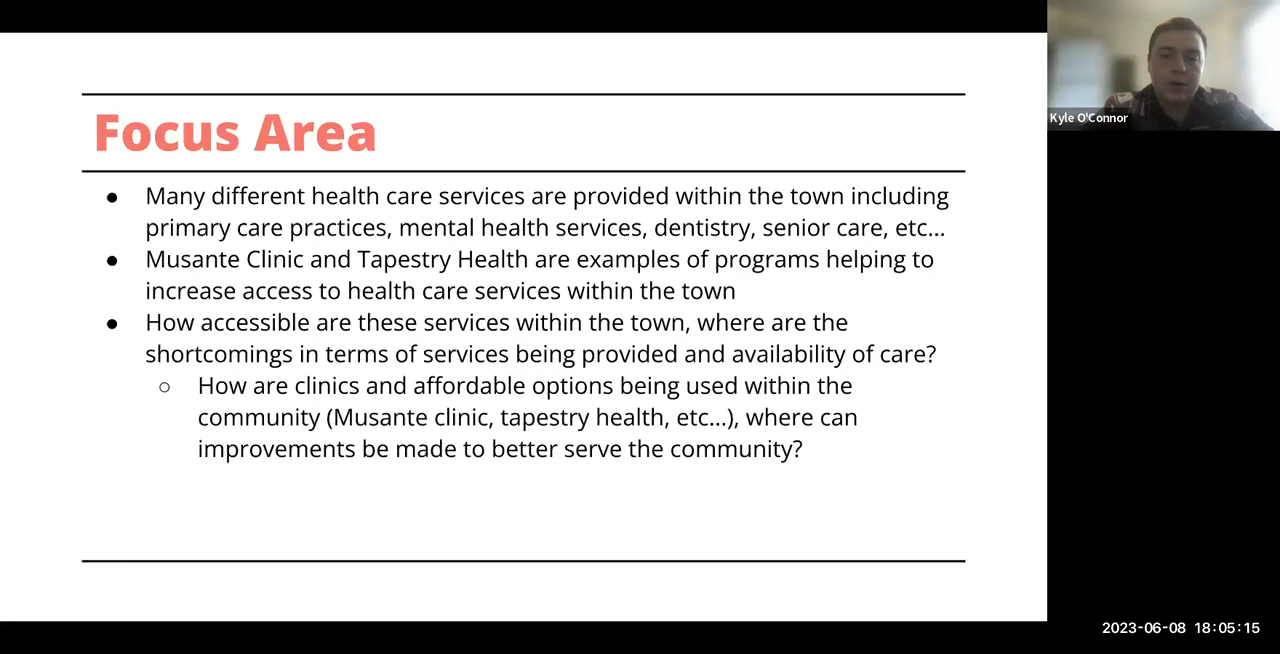 Focus Area
● Many different health care services are provided within the town including
primary care practices, mental health services, dentistry, senior care, etc...
● Musante Clinic and Tapestry Health are examples of programs helping to
increase access to health care services within the town
● How accessible are these services within the town, where are the
shortcomings in terms of services being provided and availability of care?
○ How are clinics and affordable options being used within the
community (Musante clinic, tapestry health, etc...), where can
improvements be made to better serve the community?
Kyle O'Connor
2023-06-08 18:05:15